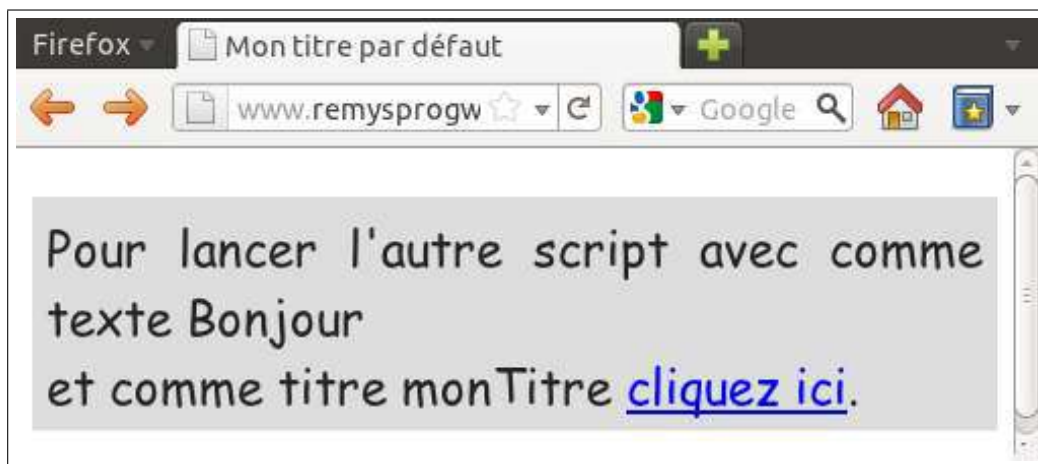 Firefox Mon titre par défaut
www.remysprogw Google
Pour lancer l'autre script avec comme
texte Bonjour
et comme titre monTitre cliquez ici.